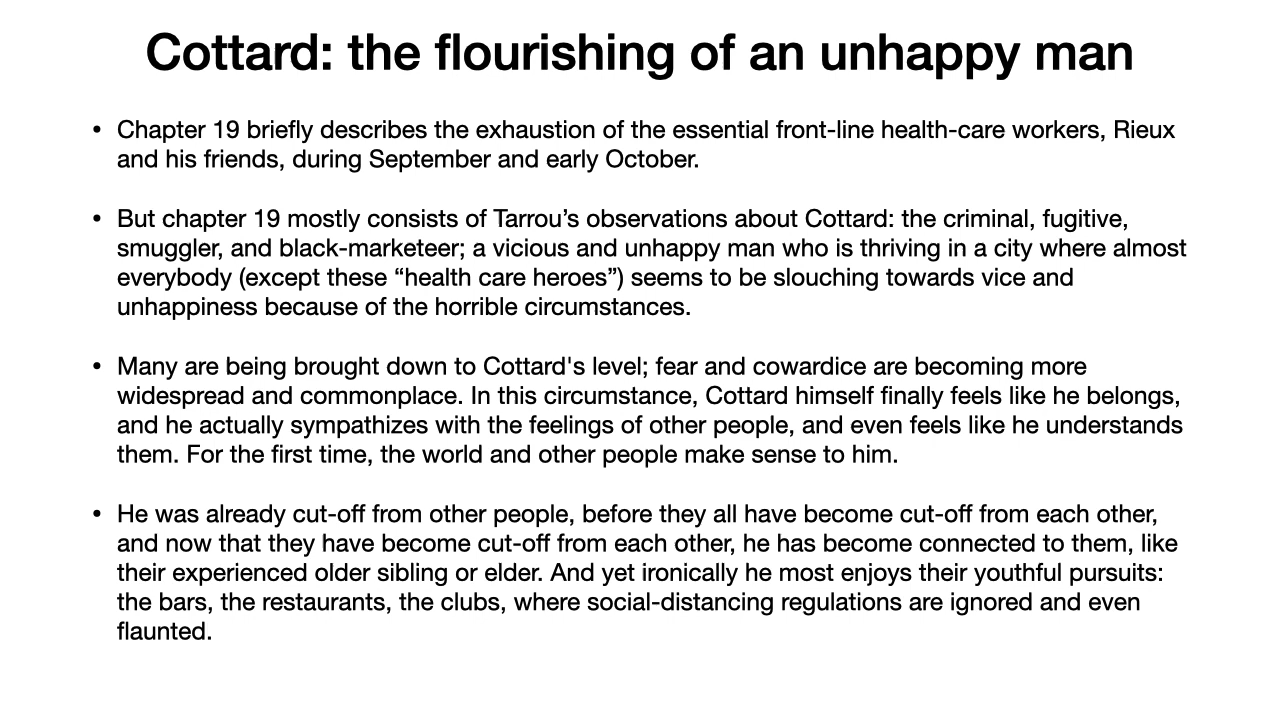 Cottard: the flourishing of an unhappy man
• Chapter 19 briefly describes the exhaustion of the essential front-line health-care workers, Rieux
and his friends, during September and early October.
• But chapter 19 mostly consists of Tarrou’s observations about Cottard: the criminal, fugitive,
smuggler, and black-marketeer; a vicious and unhappy man who is thriving in a city where almost
everybody (except these “health care heroes”) seems to be slouching towards vice and
unhappiness because of the horrible circumstances.
• Many are being brought down to Cottard's level; fear and cowardice are becoming more
widespread and commonplace. In this circumstance, Cottard himself finally feels like he belongs,
and he actually sympathizes with the feelings of other people, and even feels like he understands
them. For the first time, the world and other people make sense to him.
• He was already cut-off from other people, before they all have become cut-off from each other,
and now that they have become cut-off from each other, he has become connected to them, like
their experienced older sibling or elder. And yet ironically he most enjoys their youthful pursuits:
the bars, the restaurants, the clubs, where social-distancing regulations are ignored and even
flaunted.